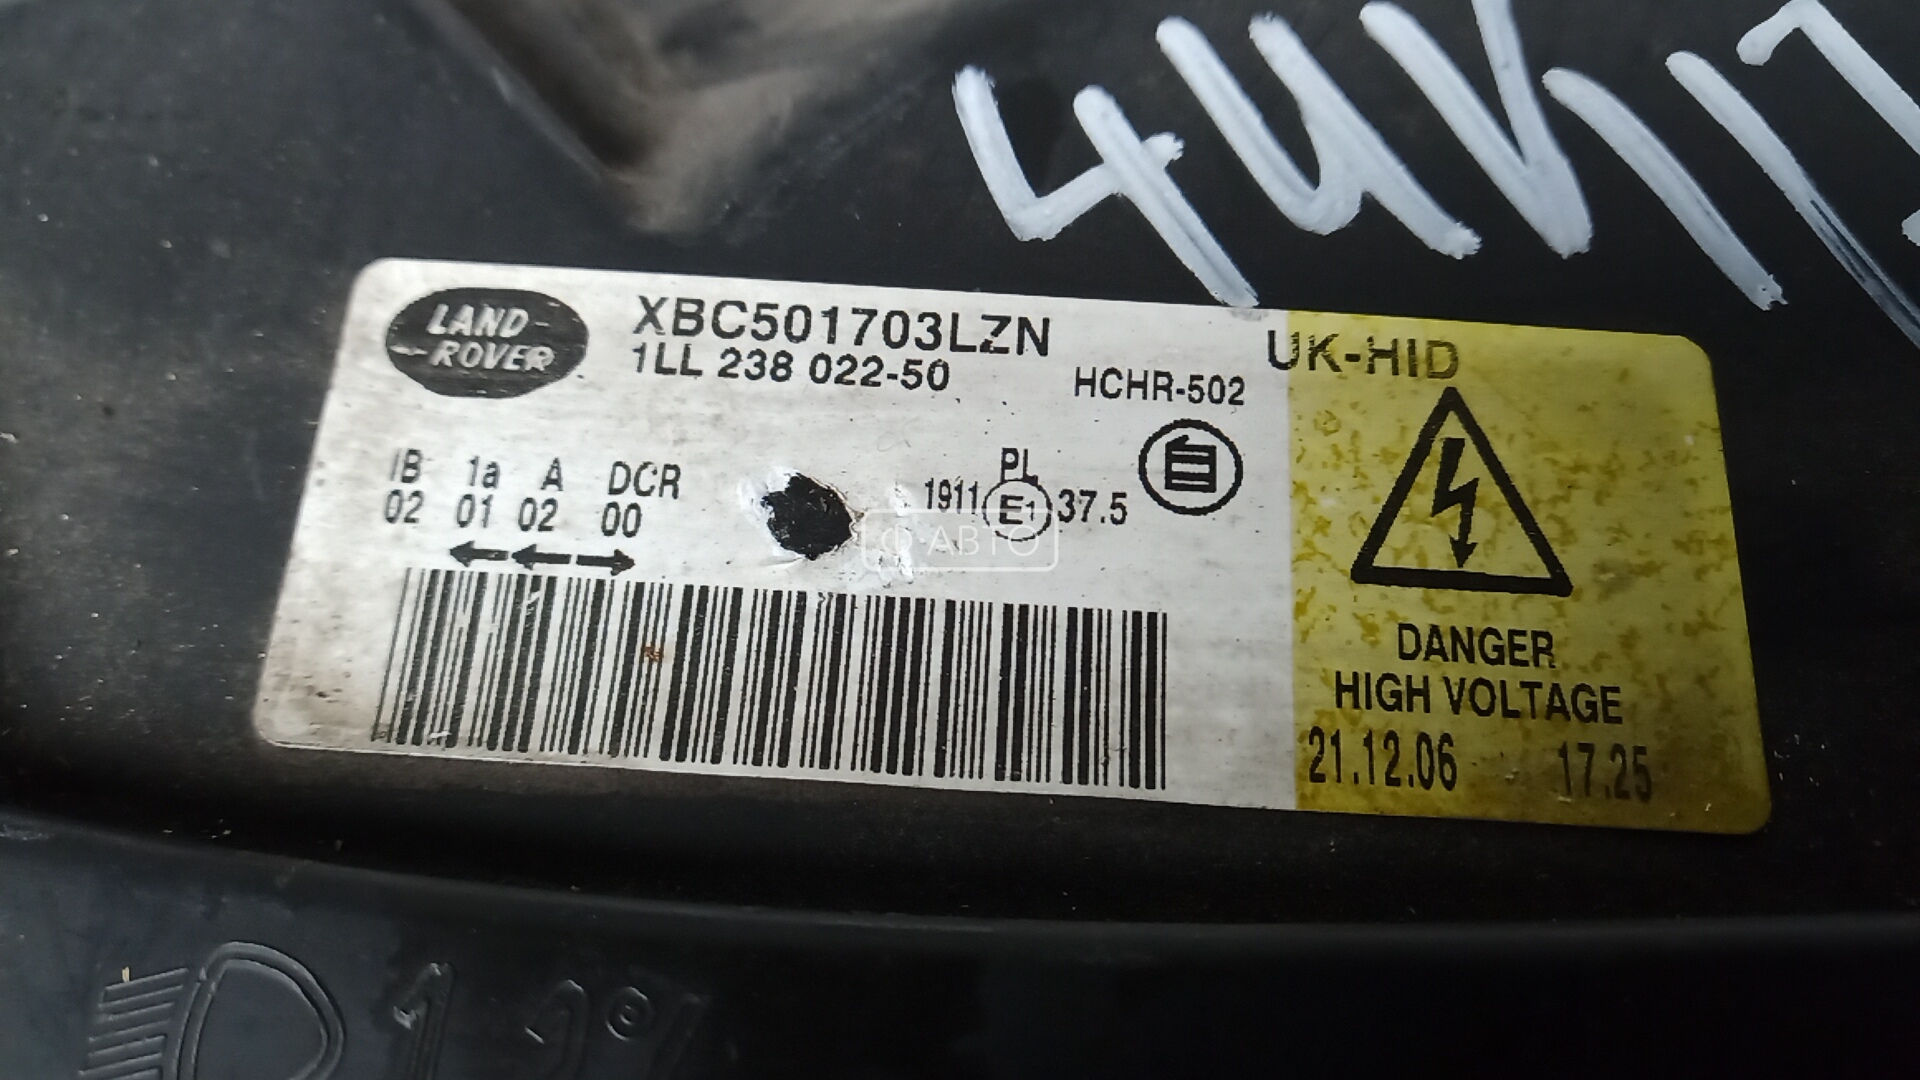 4UK17
LAND-
-ROVER
XBC501703LZN
1LL 238 022-50
HCHR-502
UK-HID
IB 1a A DCR
02 01 02 00
PL
1911 E1 37.5
Ф АВТО
DANGER
HIGH VOLTAGE
21.12.06 17.25